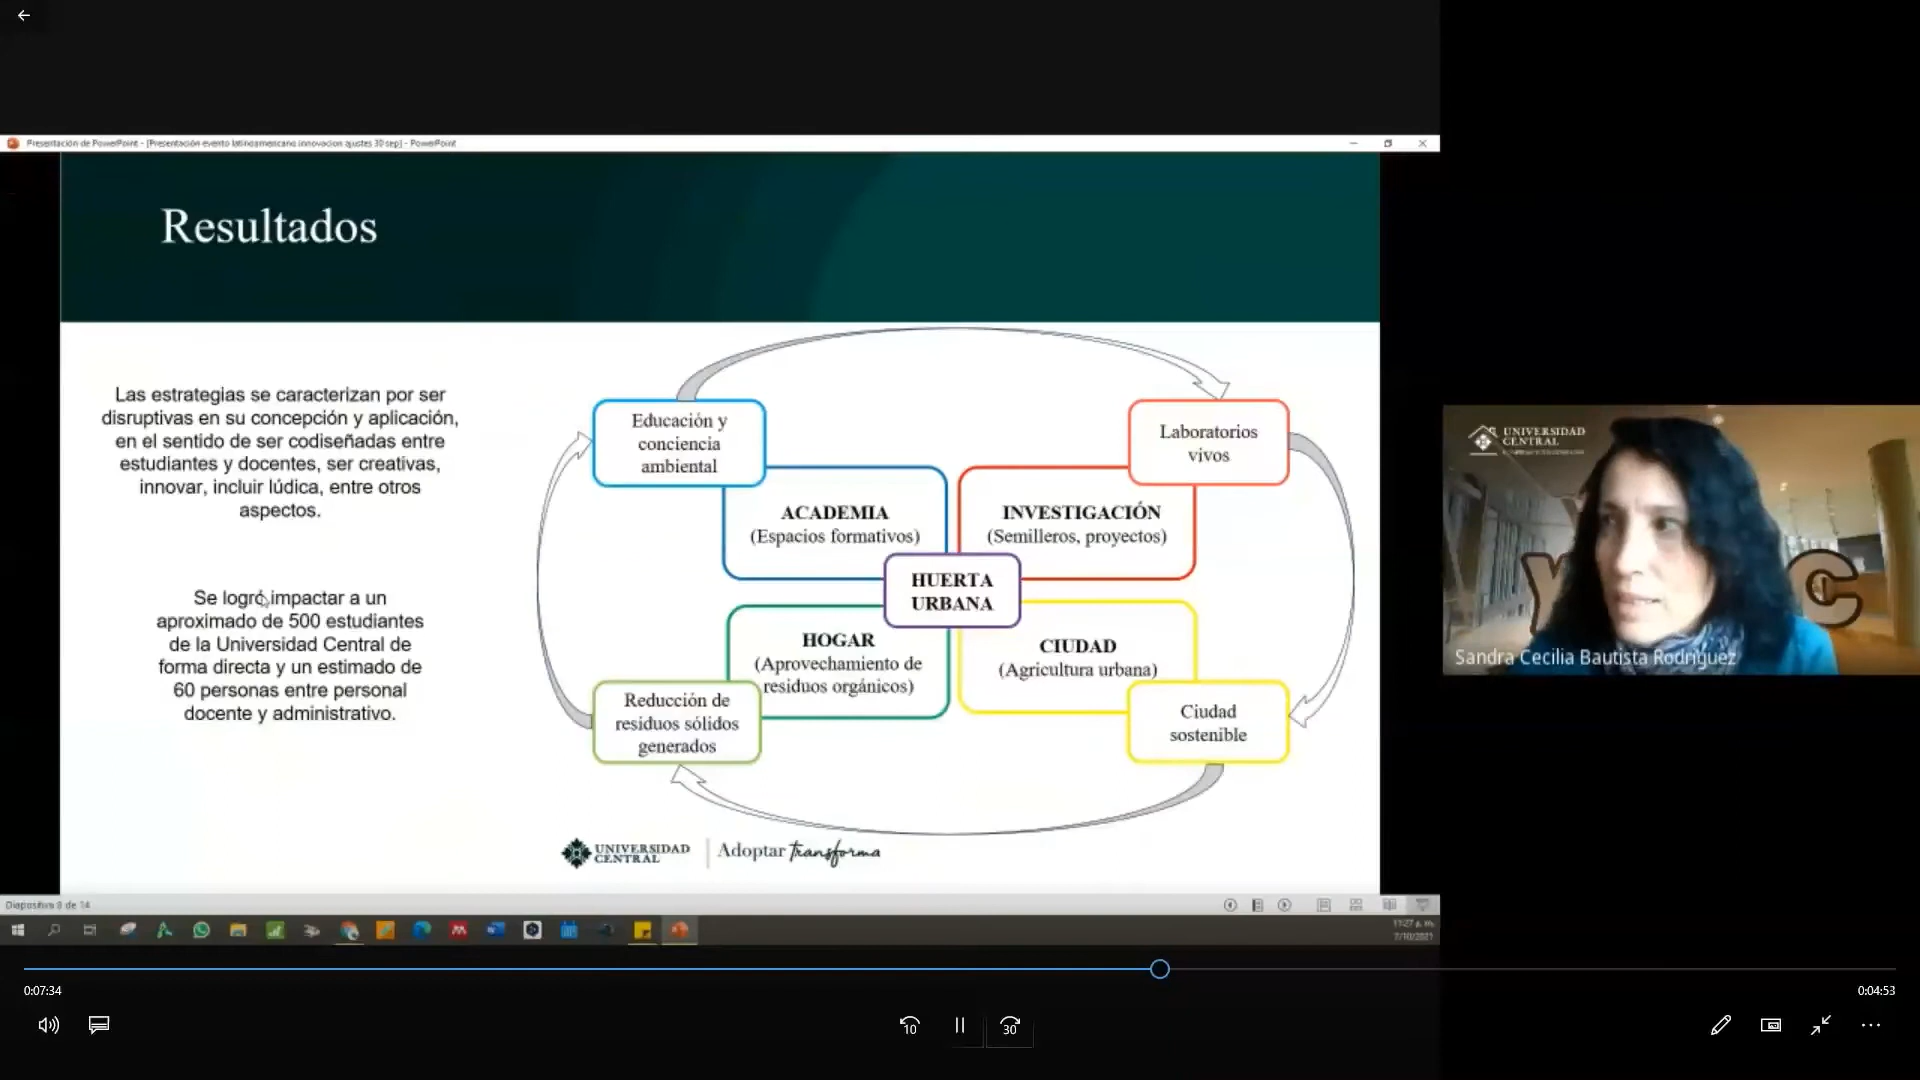 Presentación de PowerPoint - [Presentación evento latinoamericano innovacion ajustes 30 sep] - PowerPoint
Resultados
Las estrategias se caracterizan por ser
disruptivas en su concepción y aplicación,
en el sentido de ser codiseñadas entre
estudiantes y docentes, ser creativas,
innovar, incluir lúdica, entre otros
aspectos.
Se logró impactar a un
aproximado de 500 estudiantes
de la Universidad Central de
forma directa y un estimado de
60 personas entre personal
docente y administrativo.
Educación y
conciencia
ambiental
Laboratorios
vivos
ACADEMIA
(Espacios formativos)
INVESTIGACIÓN
(Semilleros, proyectos)
HUERTA
URBANA
HOGAR
(Aprovechamiento de
residuos orgánicos)
CIUDAD
(Agricultura urbana)
Reducción de
residuos sólidos
generados
Ciudad
sostenible
UNIVERSIDAD
CENTRAL
Adoptar transforma
UNIVERSIDAD
CENTRAL
Y
C
Sandra Cecilia Bautista Rodriguez
Diapositiva 8 de 14
11:27 p. m.
7/10/2021
0:07:34
0:04:53
10
30